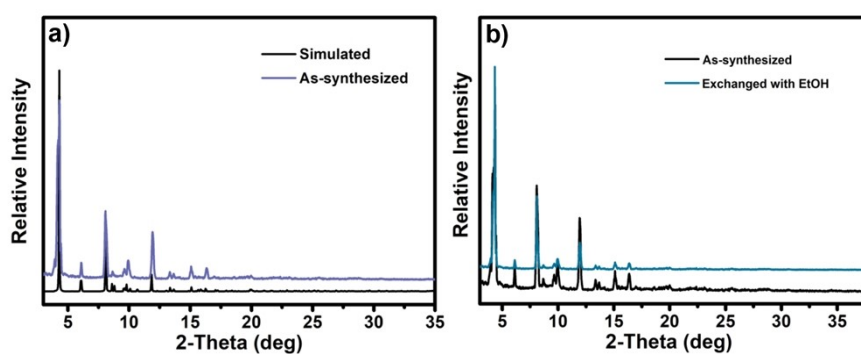 a)
Simulated
As-synthesized
Relative Intensity
5 10 15 20 25 30 35
2-Theta (deg)
b)
As-synthesized
Exchanged with EtOH
Relative Intensity
5 10 15 20 25 30 35
2-Theta (deg)